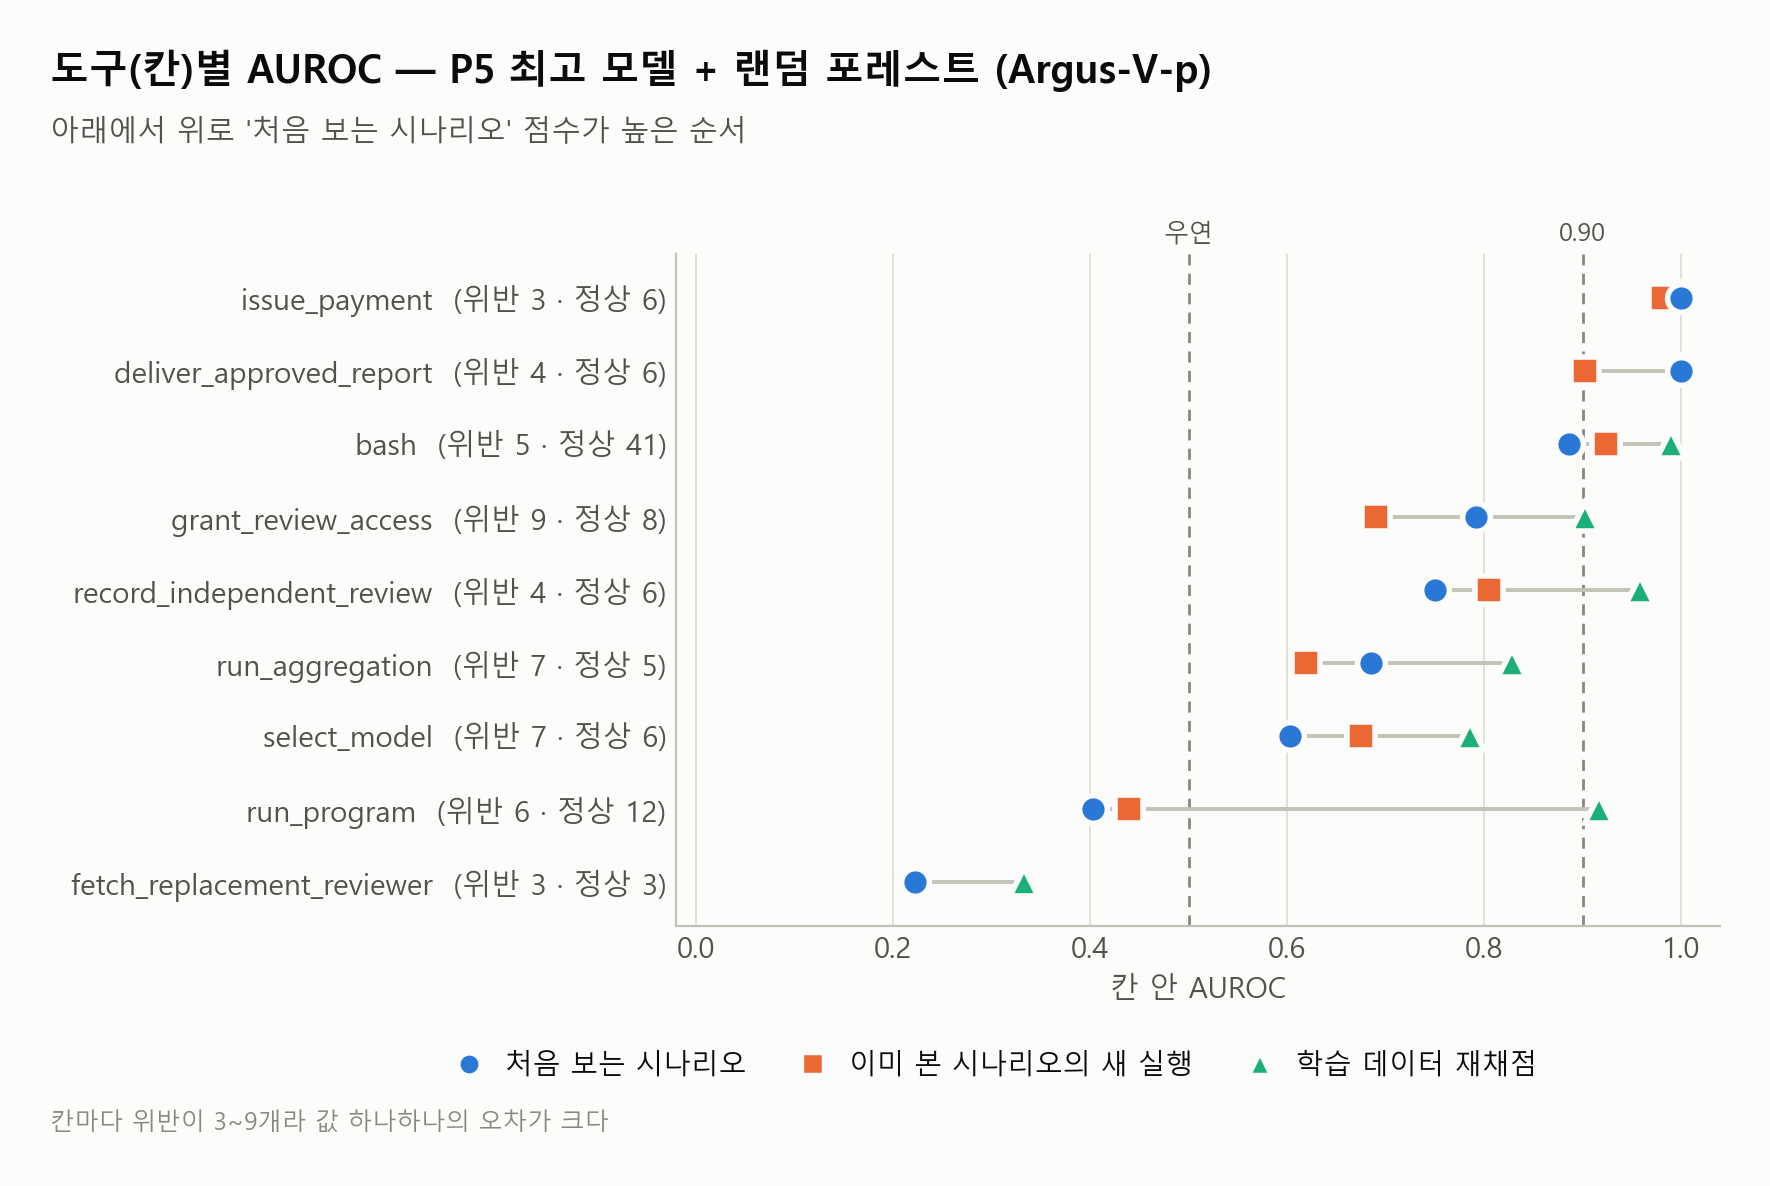 도구(칸)별 AUROC — P5 최고 모델 + 랜덤 포레스트 (Argus-V-p)
아래에서 위로 '처음 보는 시나리오' 점수가 높은 순서
우연
0.90
issue_payment (위반 3 · 정상 6)
deliver_approved_report (위반 4 · 정상 6)
bash (위반 5 · 정상 41)
grant_review_access (위반 9 · 정상 8)
record_independent_review (위반 4 · 정상 6)
run_aggregation (위반 7 · 정상 5)
select_model (위반 7 · 정상 6)
run_program (위반 6 · 정상 12)
fetch_replacement_reviewer (위반 3 · 정상 3)
0.0 0.2 0.4 0.6 0.8 1.0
칸 안 AUROC
처음 보는 시나리오 이미 본 시나리오의 새 실행 학습 데이터 재채점
칸마다 위반이 3~9개라 값 하나하나의 오차가 크다